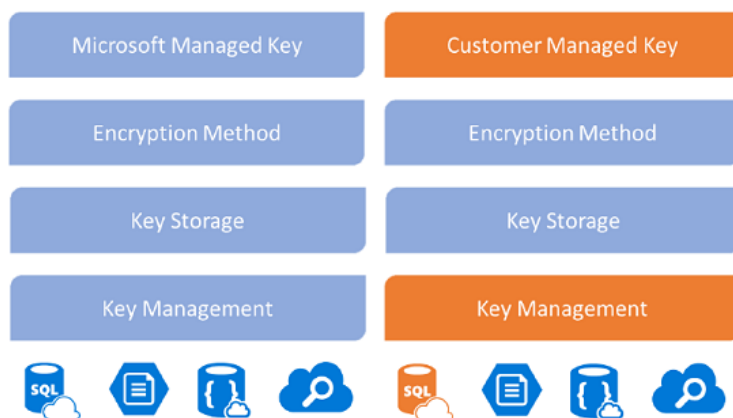 Microsoft Managed Key
Customer Managed Key
Encryption Method
Encryption Method
Key Storage
Key Storage
Key Management
Key Management
SQL
{ }
SQL
{ }